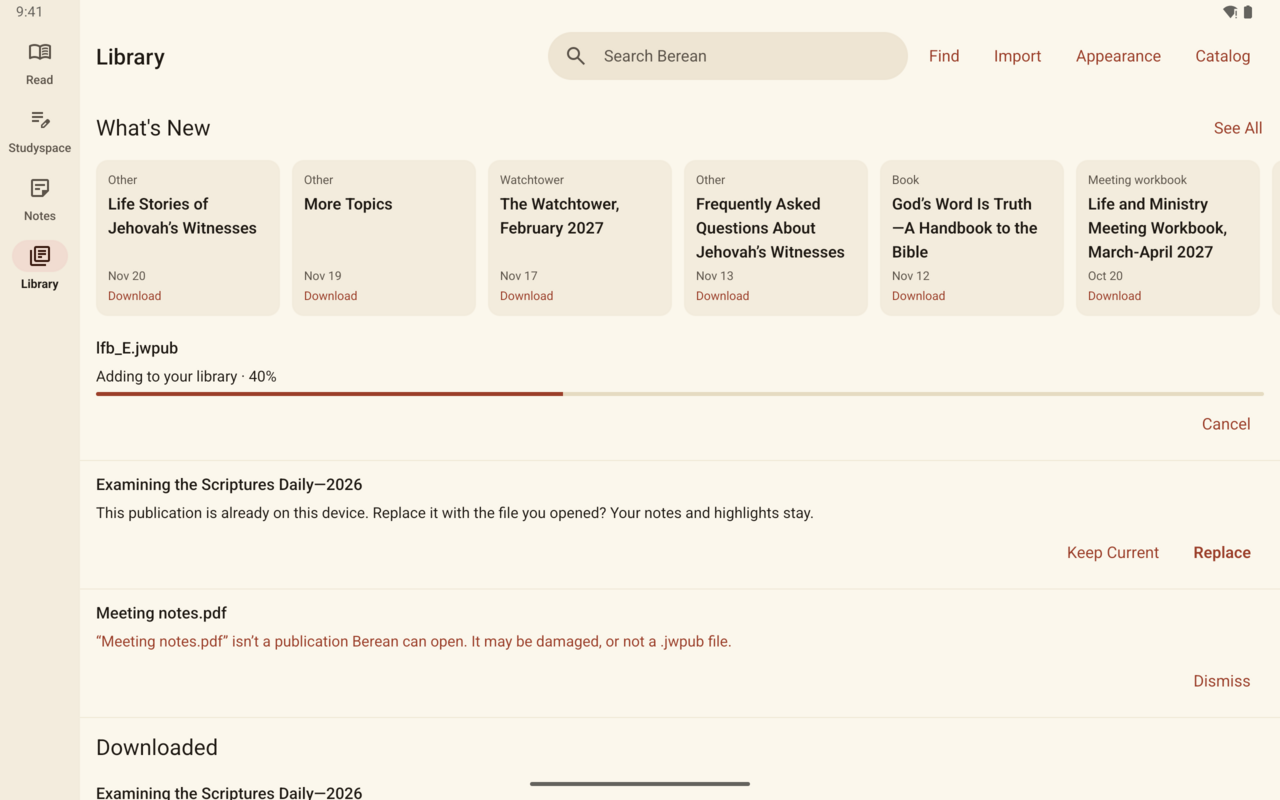 9:41
Read
Studyspace
Notes
Library
Library
Search Berean
Find
Import
Appearance
Catalog
What's New
See All
Other
Life Stories of
Jehovah’s Witnesses
Nov 20
Download
Other
More Topics
Nov 19
Download
Watchtower
The Watchtower,
February 2027
Nov 17
Download
Other
Frequently Asked
Questions About
Jehovah’s Witnesses
Nov 13
Download
Book
God’s Word Is Truth
—A Handbook to the
Bible
Nov 12
Download
Meeting workbook
Life and Ministry
Meeting Workbook,
March-April 2027
Oct 20
Download
lfb_E.jwpub
Adding to your library · 40%
Cancel
Examining the Scriptures Daily—2026
This publication is already on this device. Replace it with the file you opened? Your notes and highlights stay.
Keep Current
Replace
Meeting notes.pdf
“Meeting notes.pdf” isn’t a publication Berean can open. It may be damaged, or not a .jwpub file.
Dismiss
Downloaded
Examining the Scriptures Daily—2026